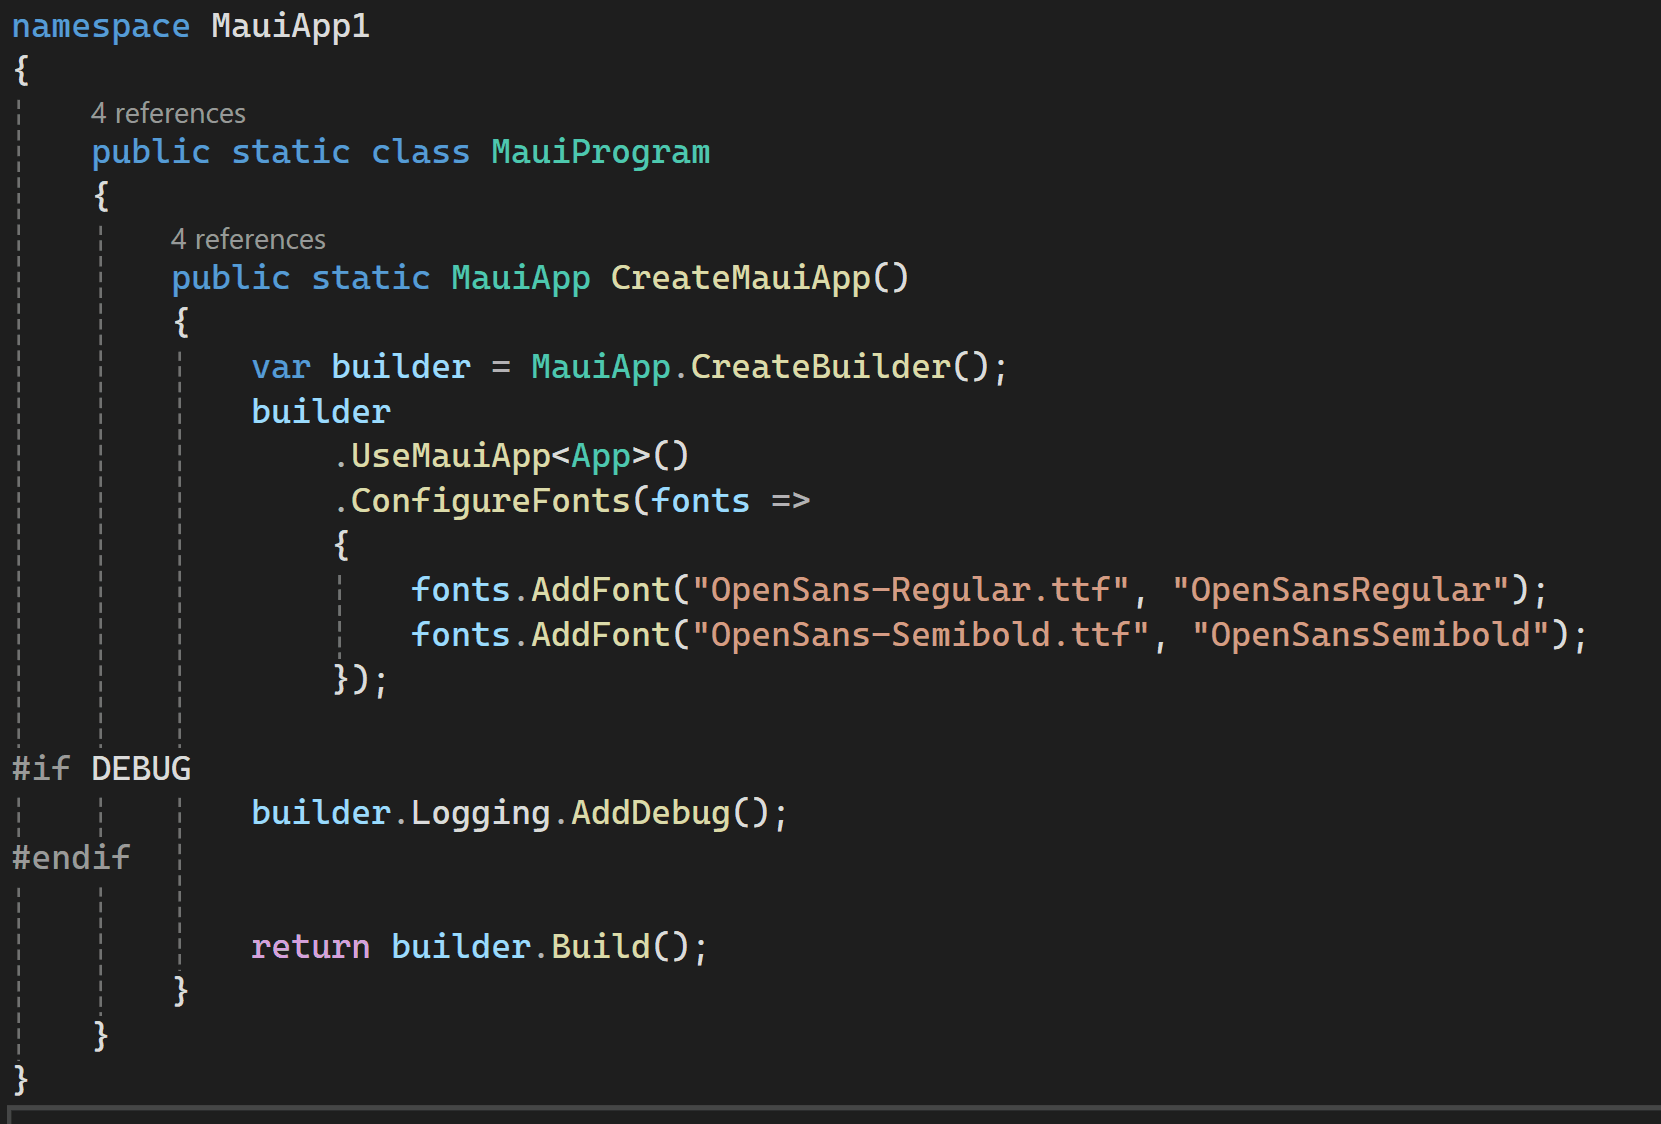 namespace MauiApp1
{
4 references
public static class MauiProgram
{
4 references
public static MauiApp CreateMauiApp()
{
var builder = MauiApp.CreateBuilder();
builder
.UseMauiApp<App>()
.ConfigureFonts(fonts =>
{
fonts.AddFont("OpenSans-Regular.ttf", "OpenSansRegular");
fonts.AddFont("OpenSans-Semibold.ttf", "OpenSansSemibold");
});
#if DEBUG
builder.Logging.AddDebug();
#endif
return builder.Build();
}
}
}